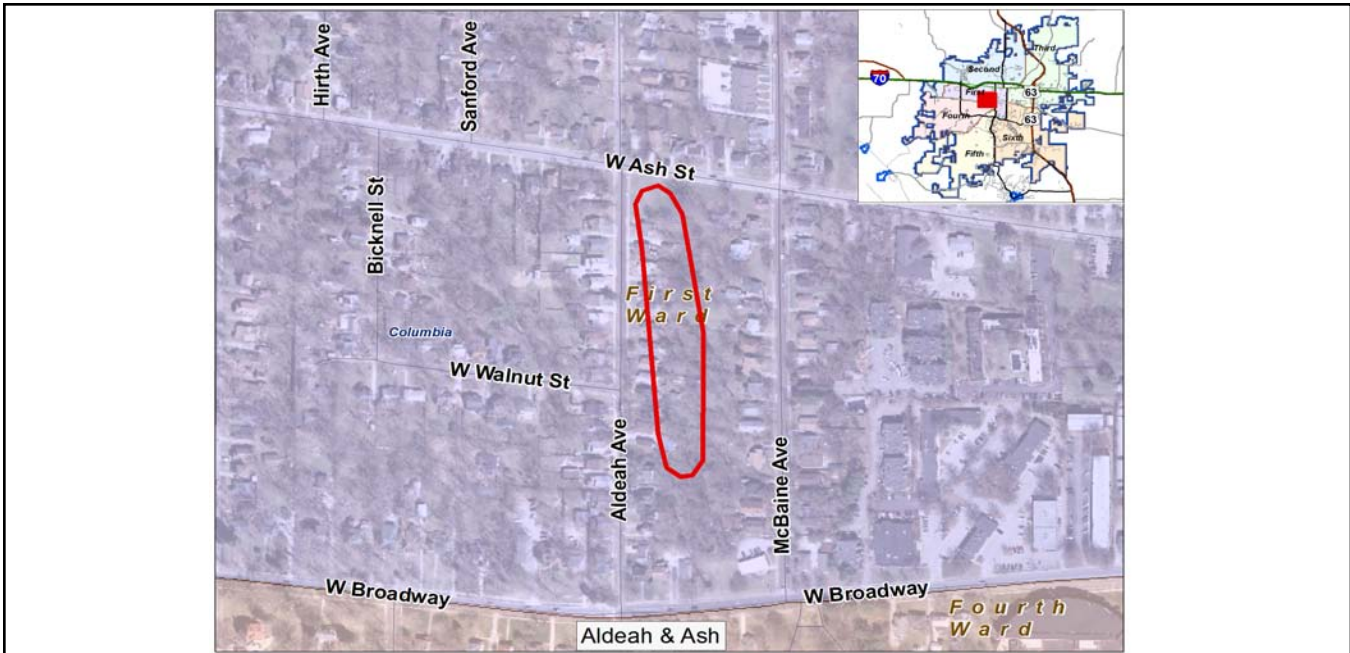 Hirth Ave
Sanford Ave
Third
Second
70
63
First
Fourth
63
Sixth
Fifth
W Ash St
Bicknell St
First
Ward
Columbia
W Walnut St
Aldeah Ave
McBaine Ave
W Broadway
W Broadway
Fourth
Ward
Aldeah & Ash